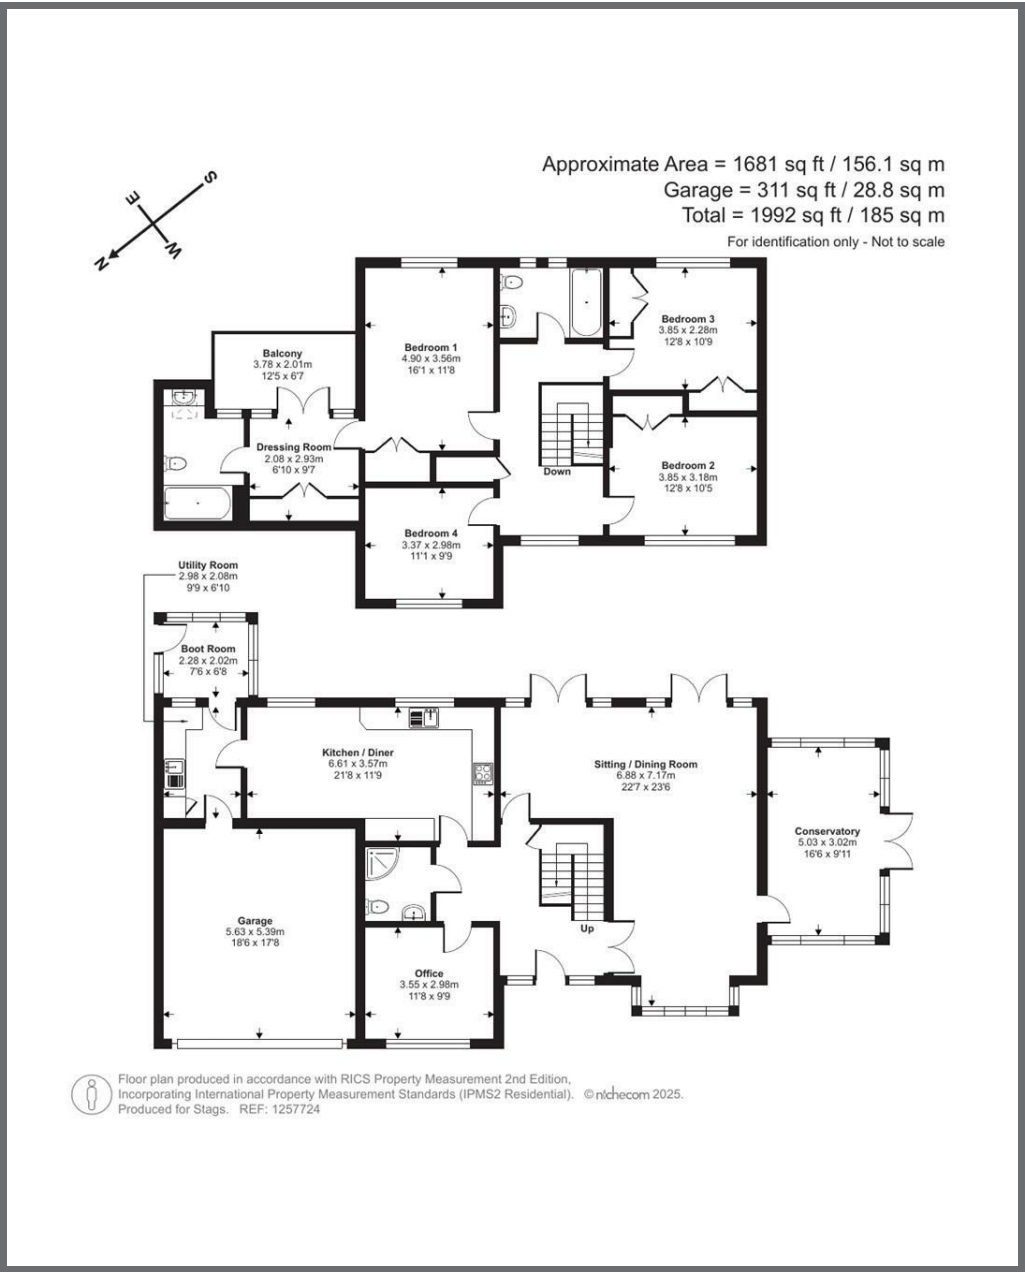 Approximate Area = 1681 sq ft / 156.1 sq m
Garage = 311 sq ft / 28.8 sq m
Total = 1992 sq ft / 185 sq m
For identification only - Not to scale
S
E
W
N
Bedroom 1
4.90 x 3.56m
16'1 x 11'8
Bedroom 3
3.85 x 2.28m
12'8 x 10'9
Balcony
3.78 x 2.01m
12'5 x 6'7
Dressing Room
2.08 x 2.93m
6'10 x 9'7
Down
Bedroom 2
3.85 x 3.18m
12'8 x 10'5
Bedroom 4
3.37 x 2.98m
11'1 x 9'9
Utility Room
2.98 x 2.08m
9'9 x 6'10
Boot Room
2.28 x 2.02m
7'6 x 6'8
Kitchen / Diner
6.61 x 3.57m
21'8 x 11'9
Sitting / Dining Room
6.88 x 7.17m
22'7 x 23'6
Conservatory
5.03 x 3.02m
16'6 x 9'11
Garage
5.63 x 5.39m
18'6 x 17'8
Up
Office
3.55 x 2.98m
11'8 x 9'9
Floor plan produced in accordance with RICS Property Measurement 2nd Edition,
Incorporating International Property Measurement Standards (IPMS2 Residential). © nichecom 2025.
Produced for Stags. REF: 1257724